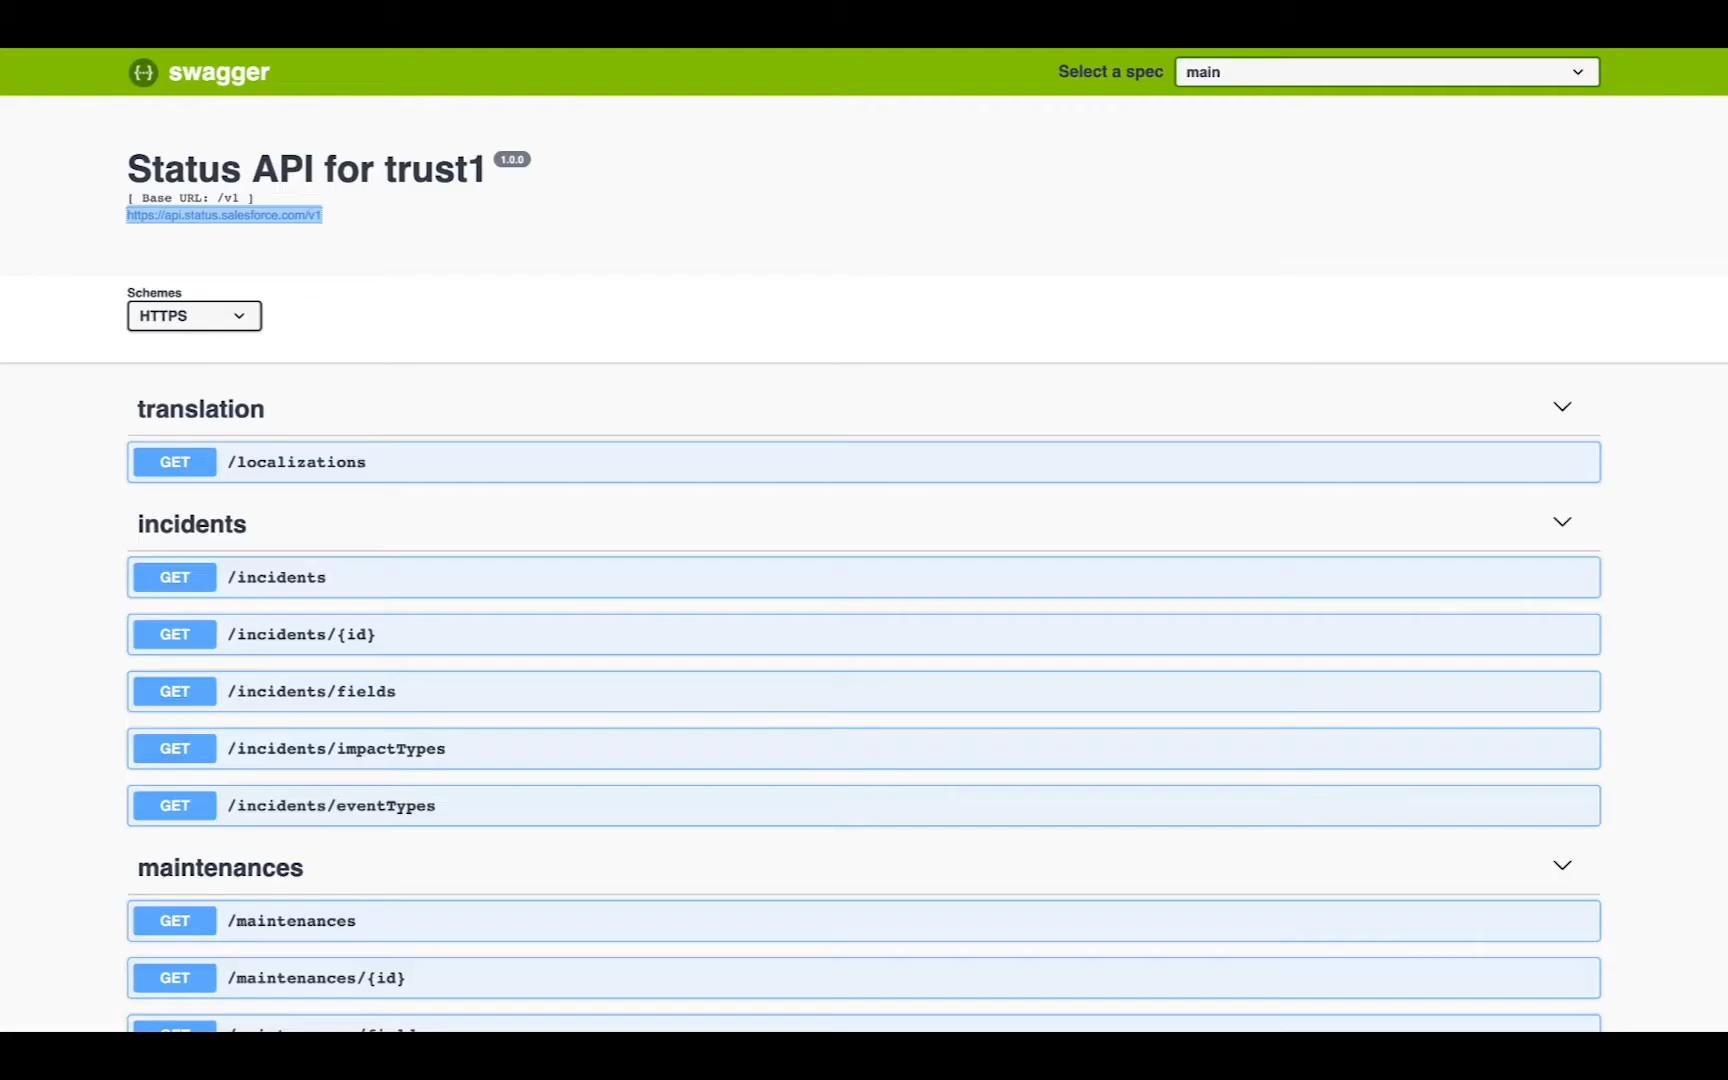 swagger
Select a spec main
Status API for trust1 1.0.0
[ Base URL: /v1 ]
https://api.status.salesforce.com/v1
Schemes
HTTPS
translation
GET /localizations
incidents
GET /incidents
GET /incidents/{id}
GET /incidents/fields
GET /incidents/impactTypes
GET /incidents/eventTypes
maintenances
GET /maintenances
GET /maintenances/{id}